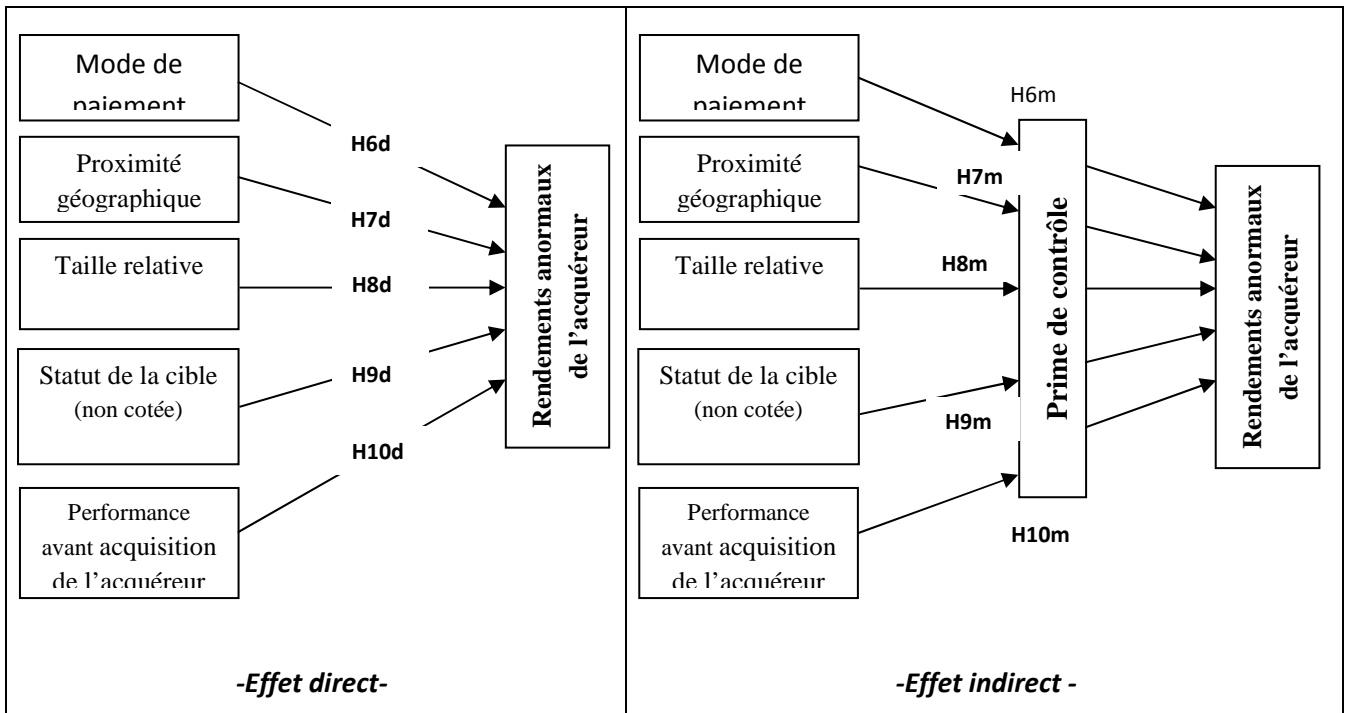 Mode de
paiement
Proximité
géographique
Taille relative
Statut de la cible
(non cotée)
Performance
avant acquisition
de l'acquéreur
H6d
H7d
H8d
H9d
H10d
Rendements anormaux
de l'acquéreur
-Effet direct-
Mode de
paiement
Proximité
géographique
Taille relative
Statut de la cible
(non cotée)
Performance
avant acquisition
de l'acquéreur
H6m
H7m
H8m
H9m
H10m
Prime de contrôle
Rendements anormaux
de l'acquéreur
-Effet indirect -